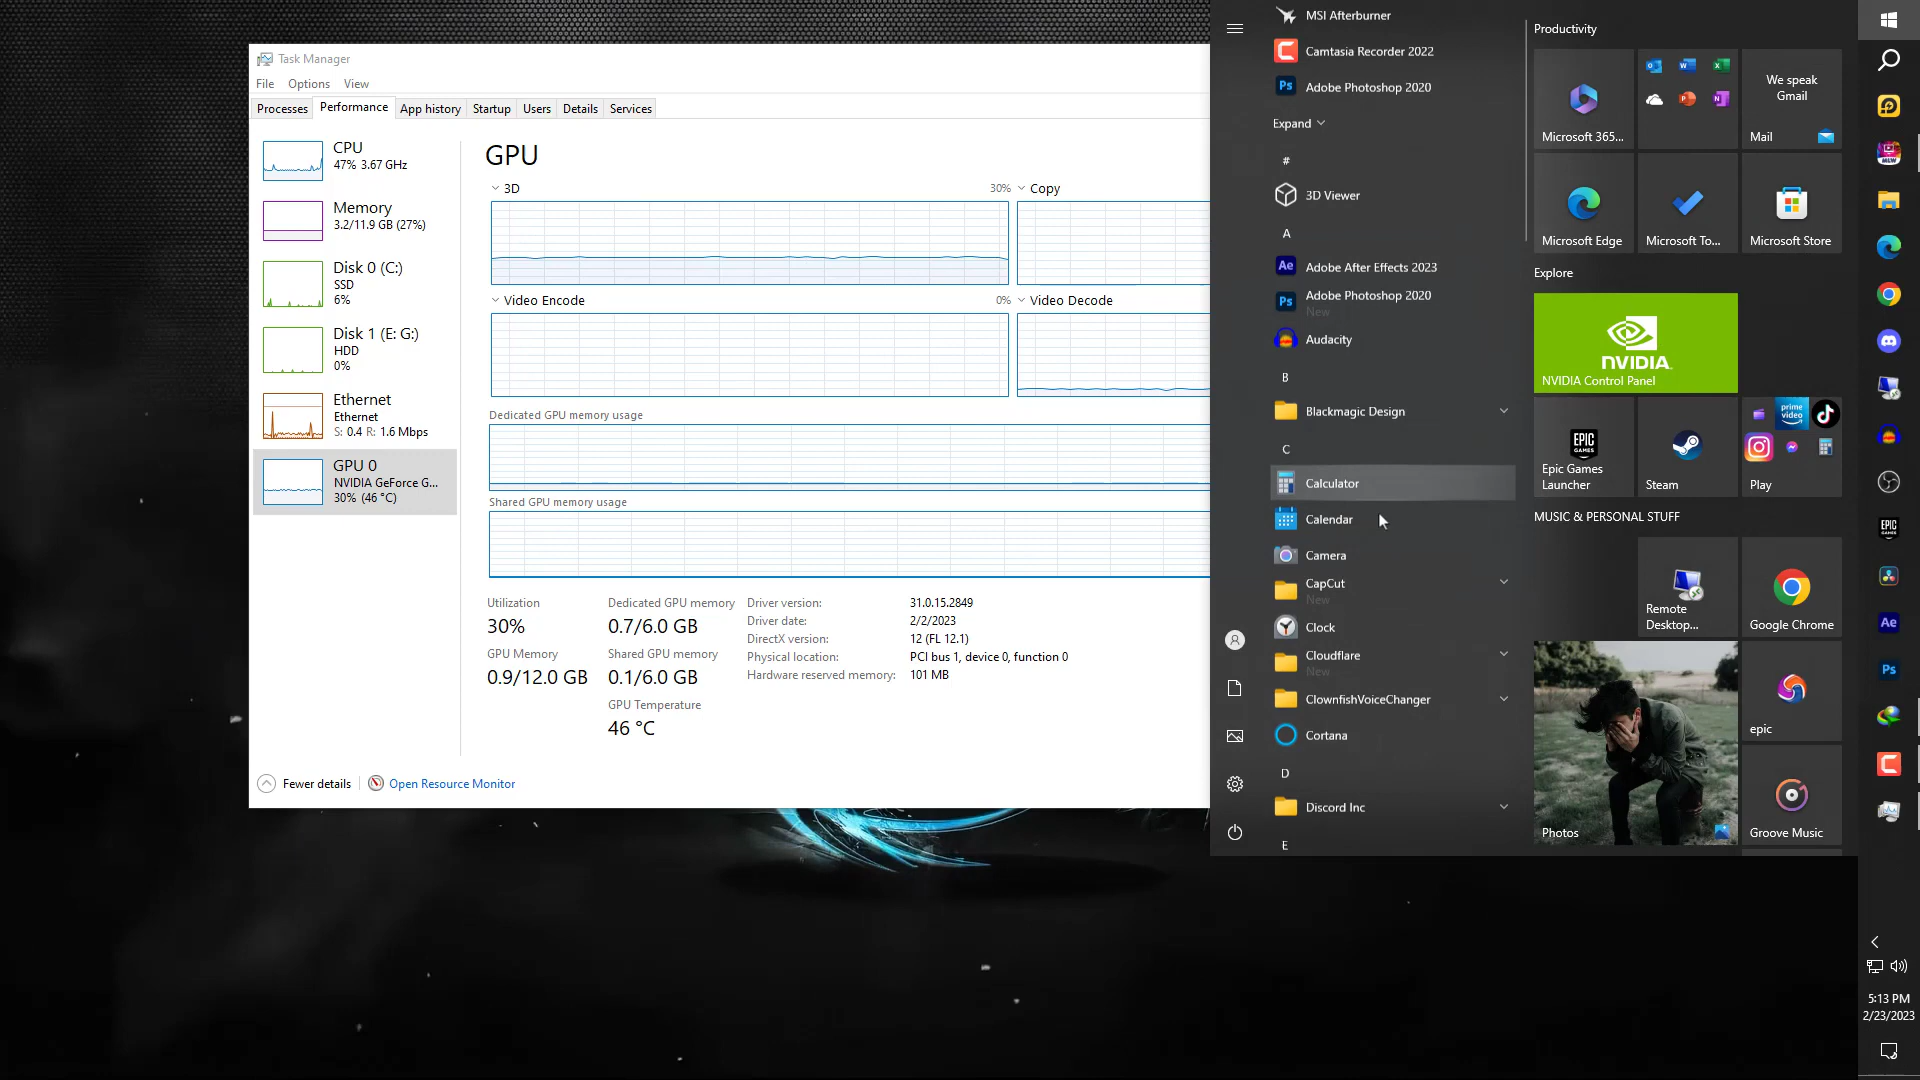 Task Manager
File Options View
Processes Performance App history Startup Users Details Services
CPU
47% 3.67 GHz
Memory
3.2/11.9 GB (27%)
Disk 0 (C:)
SSD
6%
Disk 1 (E: G:)
HDD
0%
Ethernet
Ethernet
S: 0.4 R: 1.6 Mbps
GPU 0
NVIDIA GeForce G...
30% (46 °C)
GPU
3D 30% Copy
Video Encode 0% Video Decode
Dedicated GPU memory usage
Shared GPU memory usage
Utilization
30%
GPU Memory
0.9/12.0 GB
Dedicated GPU memory
0.7/6.0 GB
Shared GPU memory
0.1/6.0 GB
GPU Temperature
46 °C
Driver version: 31.0.15.2849
Driver date: 2/2/2023
DirectX version: 12 (FL 12.1)
Physical location: PCI bus 1, device 0, function 0
Hardware reserved memory: 101 MB
Fewer details Open Resource Monitor
MSI Afterburner
Camtasia Recorder 2022
Adobe Photoshop 2020
Expand
#
3D Viewer
A
Adobe After Effects 2023
Adobe Photoshop 2020
New
Audacity
B
Blackmagic Design
C
Calculator
Calendar
Camera
CapCut
New
Clock
Cloudflare
New
ClownfishVoiceChanger
Cortana
D
Discord Inc
E
Productivity
Microsoft 365...
We speak
Gmail
Mail
Microsoft Edge
Microsoft To...
Microsoft Store
Explore
NVIDIA.
NVIDIA Control Panel
EPIC
GAMES
Epic Games
Launcher
Steam
prime
video
Play
MUSIC & PERSONAL STUFF
Remote
Desktop...
Google Chrome
Photos
epic
Groove Music
Ae
Ps
5:13 PM
2/23/2023